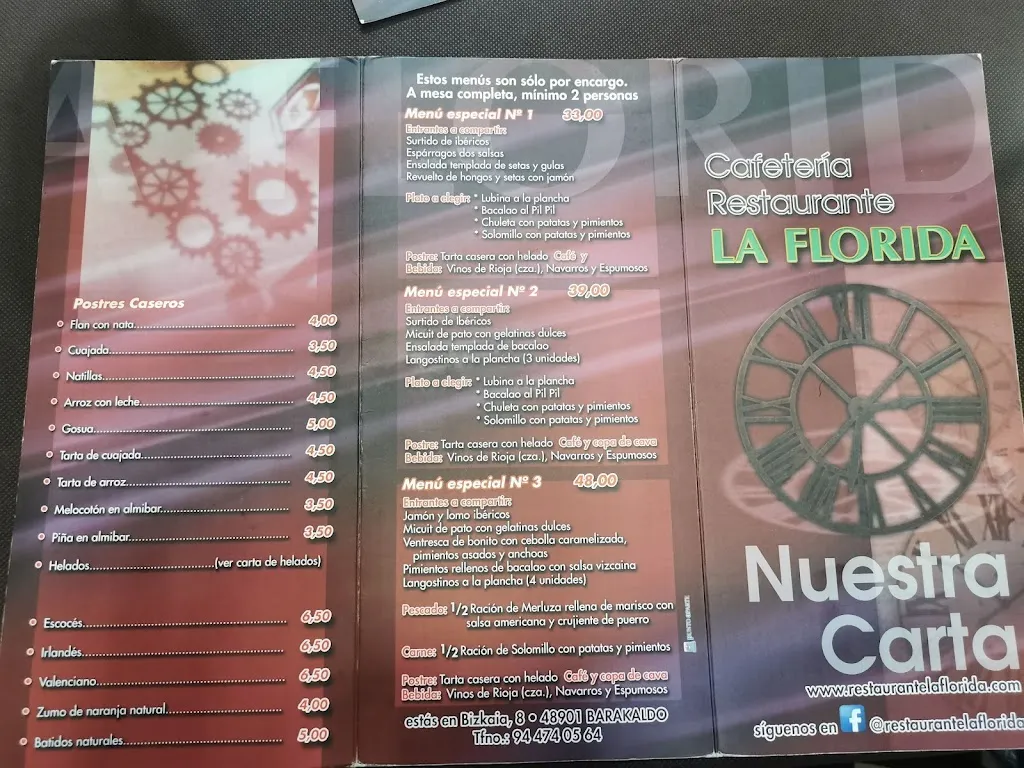 Postres Caseros
Flan con nata 4,00
Cuajada 3,50
Natillas 4,50
Arroz con leche 4,50
Gosua 5,00
Tarta de cuajada 4,50
Tarta de arroz 4,50
Melocotón en almibar 3,50
Piña en almibar 3,50
Helados (ver carta de helados)
Escocés 6,50
Irlandés 6,50
Valenciano 6,50
Zumo de naranja natural 4,00
Batidos naturales 5,00
Estos menús son sólo por encargo.
A mesa completa, mínimo 2 personas
Menú especial Nº 1 33,00
Entrantes a compartir:
Surtido de ibéricos
Espárragos dos salsas
Ensalada templada de setas y gulas
Revuelto de hongos y setas con jamón
Plato a elegir: * Lubina a la plancha
* Bacalao al Pil Pil
* Chuleta con patatas y pimientos
* Solomillo con patatas y pimientos
Postre: Tarta casera con helado Café y
Bebida: Vinos de Rioja (cza.), Navarros y Espumosos
Menú especial Nº 2 39,00
Entrantes a compartir:
Surtido de Ibéricos
Micuit de pato con gelatinas dulces
Ensalada templada de bacalao
Langostinos a la plancha (3 unidades)
Plato a elegir: * Lubina a la plancha
* Bacalao al Pil Pil
* Chuleta con patatas y pimientos
* Solomillo con patatas y pimientos
Postre: Tarta casera con helado Café y copa de cava
Bebida: Vinos de Rioja (cza.), Navarros y Espumosos
Menú especial Nº 3 48,00
Entrantes a compartir:
Jamón y lomo ibéricos
Micuit de pato con gelatinas dulces
Ventresca de bonito con cebolla caramelizada,
pimientos asados y anchoas
Pimientos rellenos de bacalao con salsa vizcaina
Langostinos a la plancha (4 unidades)
Pescado: 1/2 Ración de Merluza rellena de marisco con
salsa americana y crujiente de puerro
Carne: 1/2 Ración de Solomillo con patatas y pimientos
Postre: Tarta casera con helado Café y copa de cava
Bebida: Vinos de Rioja (cza.), Navarros y Espumosos
estás en Bizkaia, 8 • 48901 BARAKALDO
Tfno.: 94 474 05 64
Cafetería
Restaurante
LA FLORIDA
Nuestra
Carta
www.restaurantelaflorida.com
síguenos en f @restaurantelaflorida